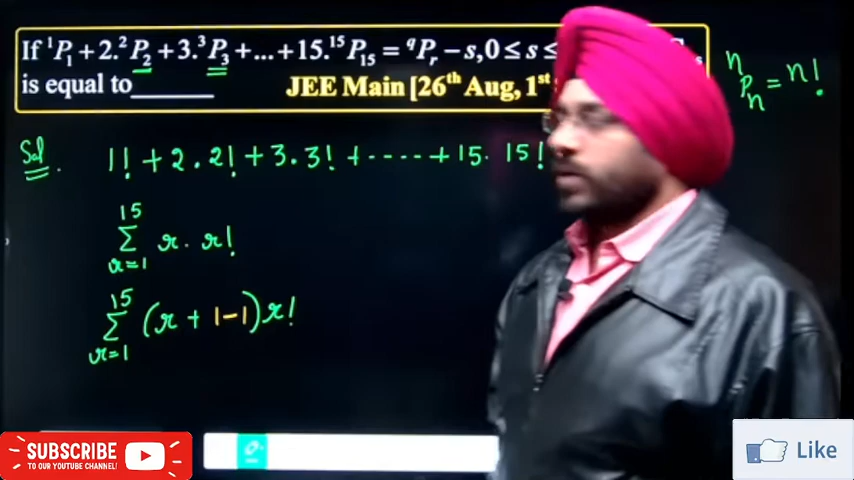 If ¹P₁ + 2.²P₂ + 3.³P₃ + ... + 15.¹⁵P₁₅ = ᵠPᵣ − s, 0 ≤ s ≤
is equal to________ JEE Main [26ᵗʰ Aug, 1ˢᵗ
ⁿPₙ = n!
Sol. 1! + 2.2! + 3.3! + ---- + 15. 15!
15 Σ r=1 r. r!
15 Σ r=1 (r + 1−1) r!
SUBSCRIBE
TO OUR YOUTUBE CHANNEL!
Like